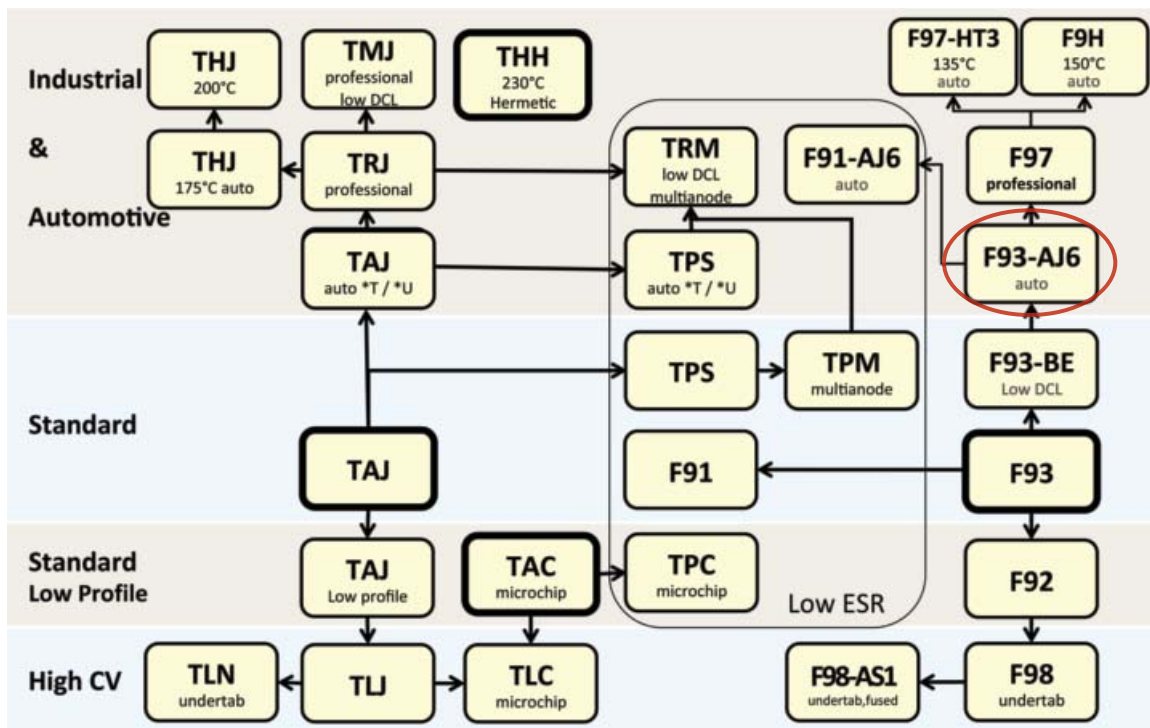 Industrial
&
Automotive
THJ
200°C
TMJ
professional
low DCL
THH
230°C
Hermetic
F97-HT3
135°C
auto
F9H
150°C
auto
THJ
175°C auto
TRJ
professional
TRM
low DCL
multianode
F91-AJ6
auto
F97
professional
TAJ
auto *T / *U
TPS
auto *T / *U
F93-AJ6
auto
Standard
TPS
TPM
multianode
F93-BE
Low DCL
TAJ
F91
F93
Standard
Low Profile
TAJ
Low profile
TAC
microchip
TPC
microchip
Low ESR
F92
High CV
TLN
undertab
TLJ
TLC
microchip
F98-AS1
undertab,fused
F98
undertab